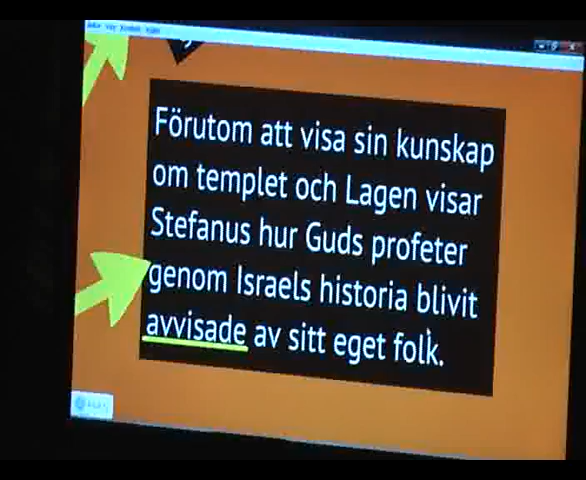 Förutom att visa sin kunskap
om templet och Lagen visar
Stefanus hur Guds profeter
genom Israels historia blivit
avvisade av sitt eget folk.